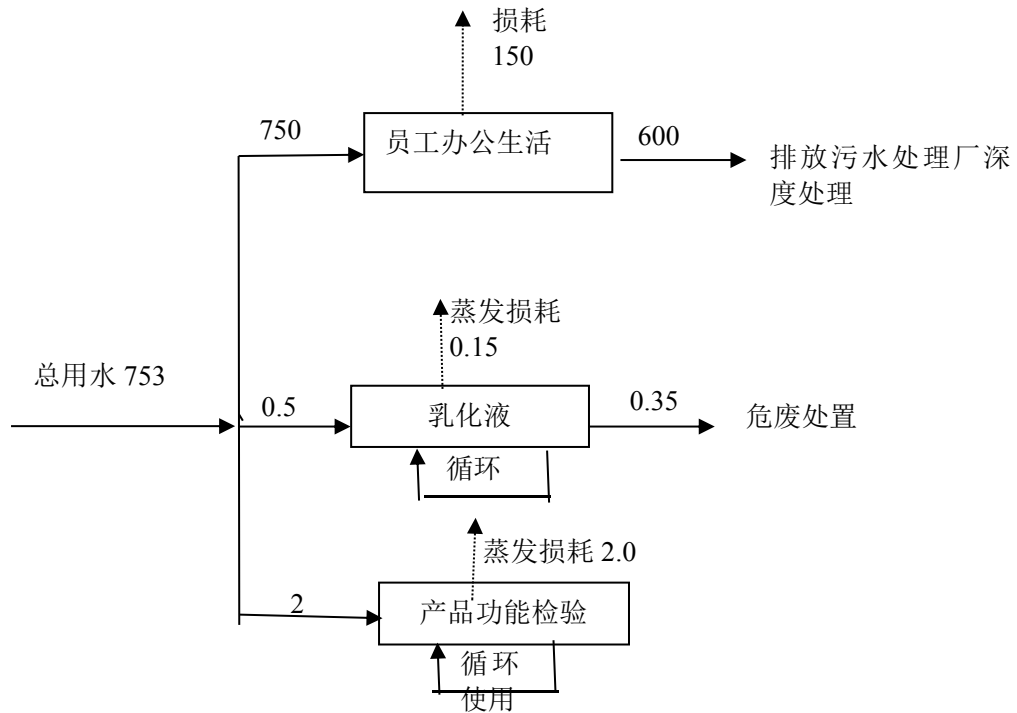 损耗
150
750
员工办公生活
600
排放污水处理厂深
度处理
蒸发损耗
0.15
总用水 753
0.5
乳化液
0.35
危废处置
循环
蒸发损耗 2.0
2
产品功能检验
循环
使用